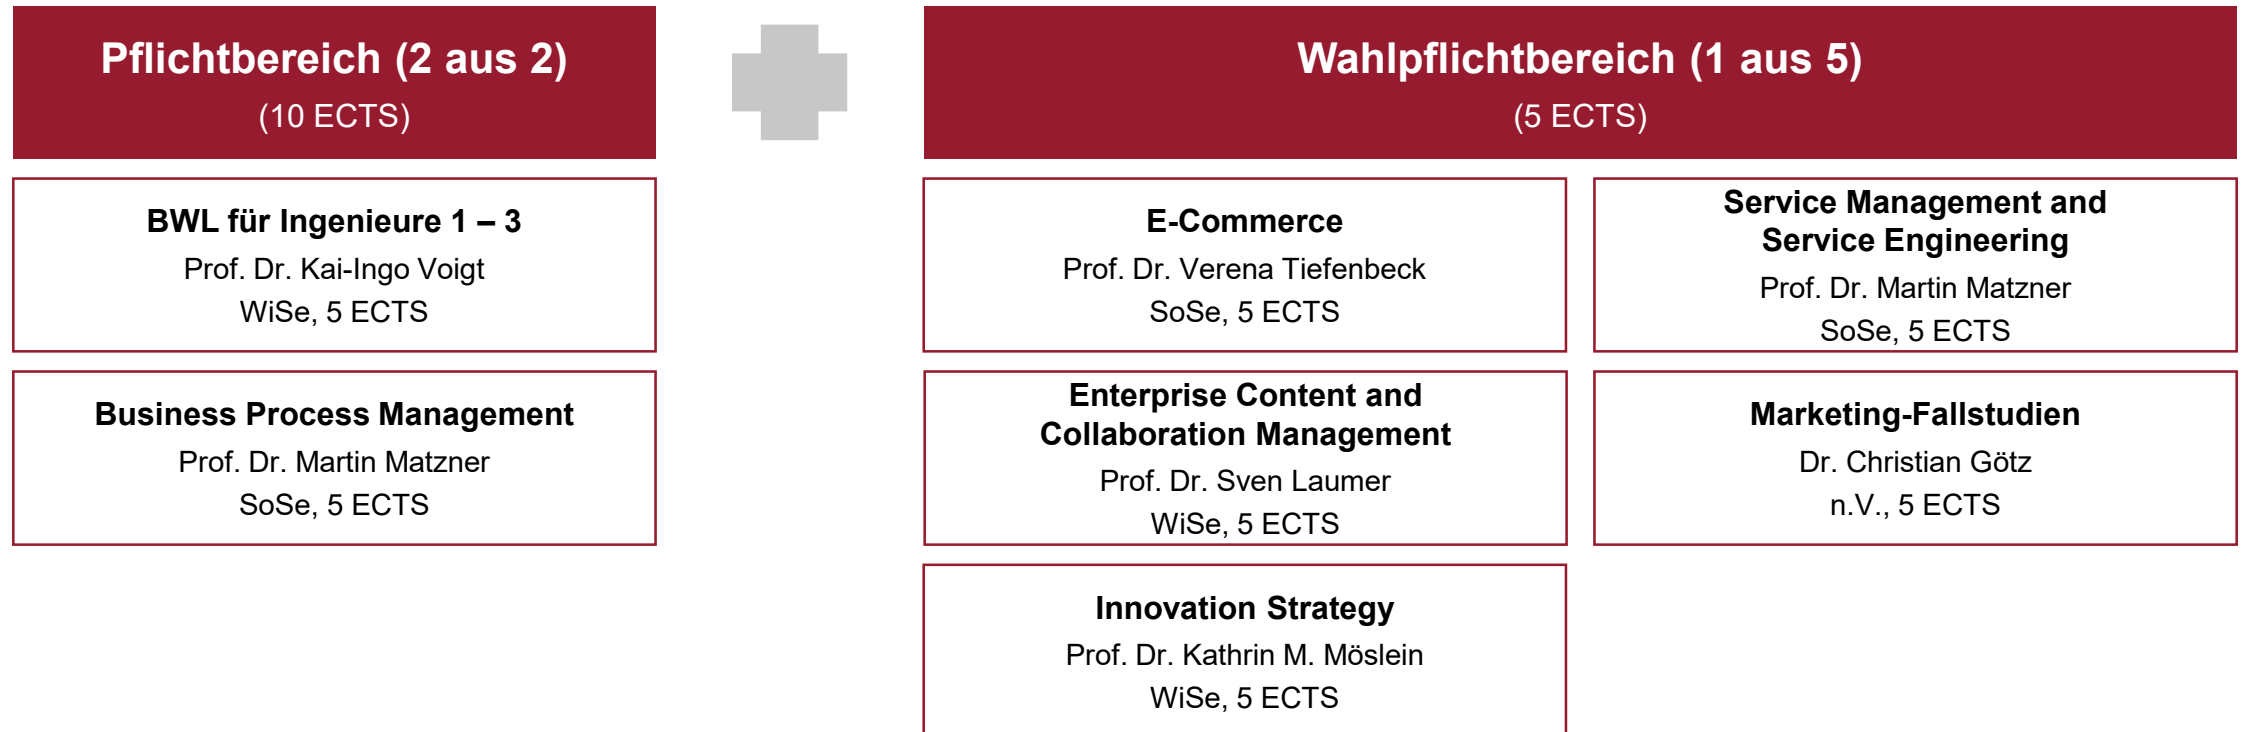 Pflichtbereich (2 aus 2)
(10 ECTS)
BWL für Ingenieure 1 – 3
Prof. Dr. Kai-Ingo Voigt
WiSe, 5 ECTS
Business Process Management
Prof. Dr. Martin Matzner
SoSe, 5 ECTS
Wahlpflichtbereich (1 aus 5)
(5 ECTS)
E-Commerce
Prof. Dr. Verena Tiefenbeck
SoSe, 5 ECTS
Service Management and
Service Engineering
Prof. Dr. Martin Matzner
SoSe, 5 ECTS
Enterprise Content and
Collaboration Management
Prof. Dr. Sven Laumer
WiSe, 5 ECTS
Marketing-Fallstudien
Dr. Christian Götz
n.V., 5 ECTS
Innovation Strategy
Prof. Dr. Kathrin M. Möslein
WiSe, 5 ECTS